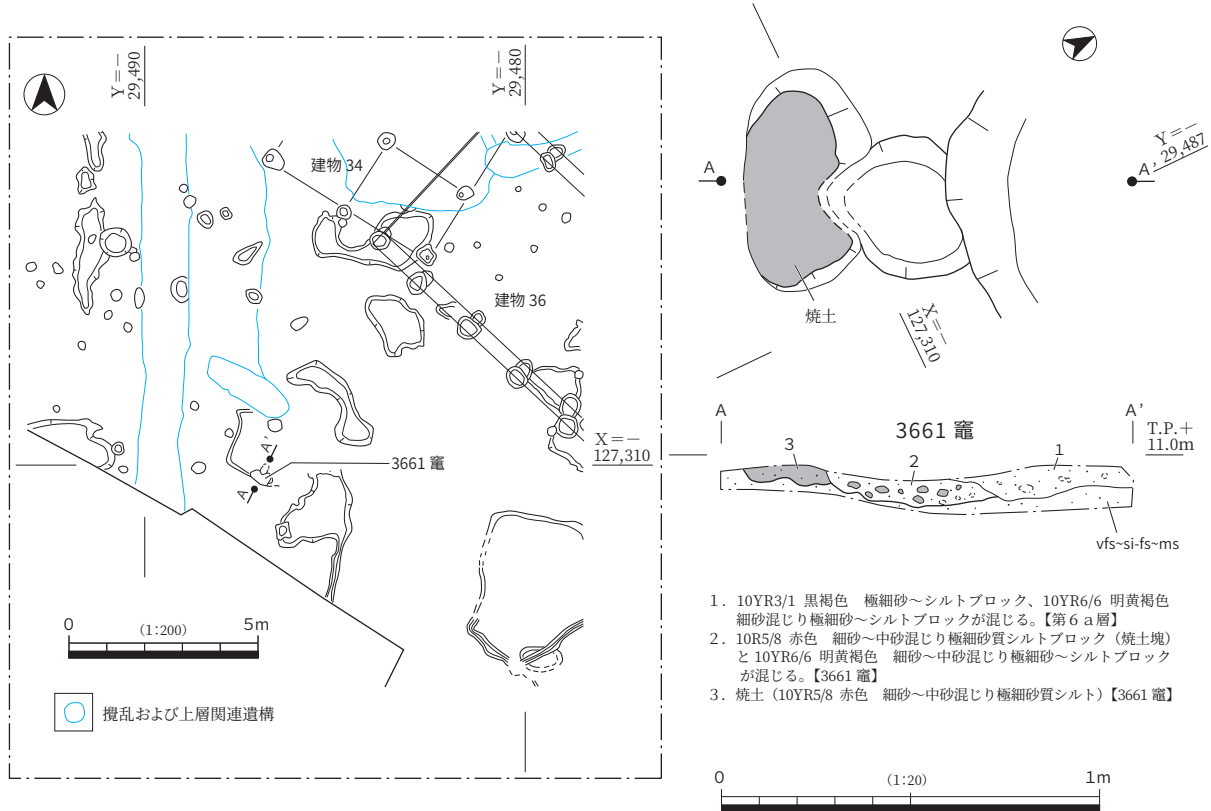 Y=－
29,490
Y=－
29,480
建物 34
建物 36
X=－
127,310
3661 竈
A
A’
0
（1:200）
5m
攪乱および上層関連遺構
A
A’
Y=－
29,487
焼土
X=－
127,310
A
A’
3661 竈
T.P.+
11.0m
3
2
1
vfs~si-fs~ms
１．10YR3/1 黒褐色　極細砂～シルトブロック、10YR6/6 明黄褐色
細砂混じり極細砂～シルトブロックが混じる。【第６ａ層】
２．10R5/8 赤色　細砂～中砂混じり極細砂質シルトブロック（焼土塊）
と 10YR6/6 明黄褐色　細砂～中砂混じり極細砂～シルトブロック
が混じる。【3661 竈】
３．焼土（10YR5/8 赤色　細砂～中砂混じり極細砂質シルト）【3661 竈】
0
（1:20）
1m